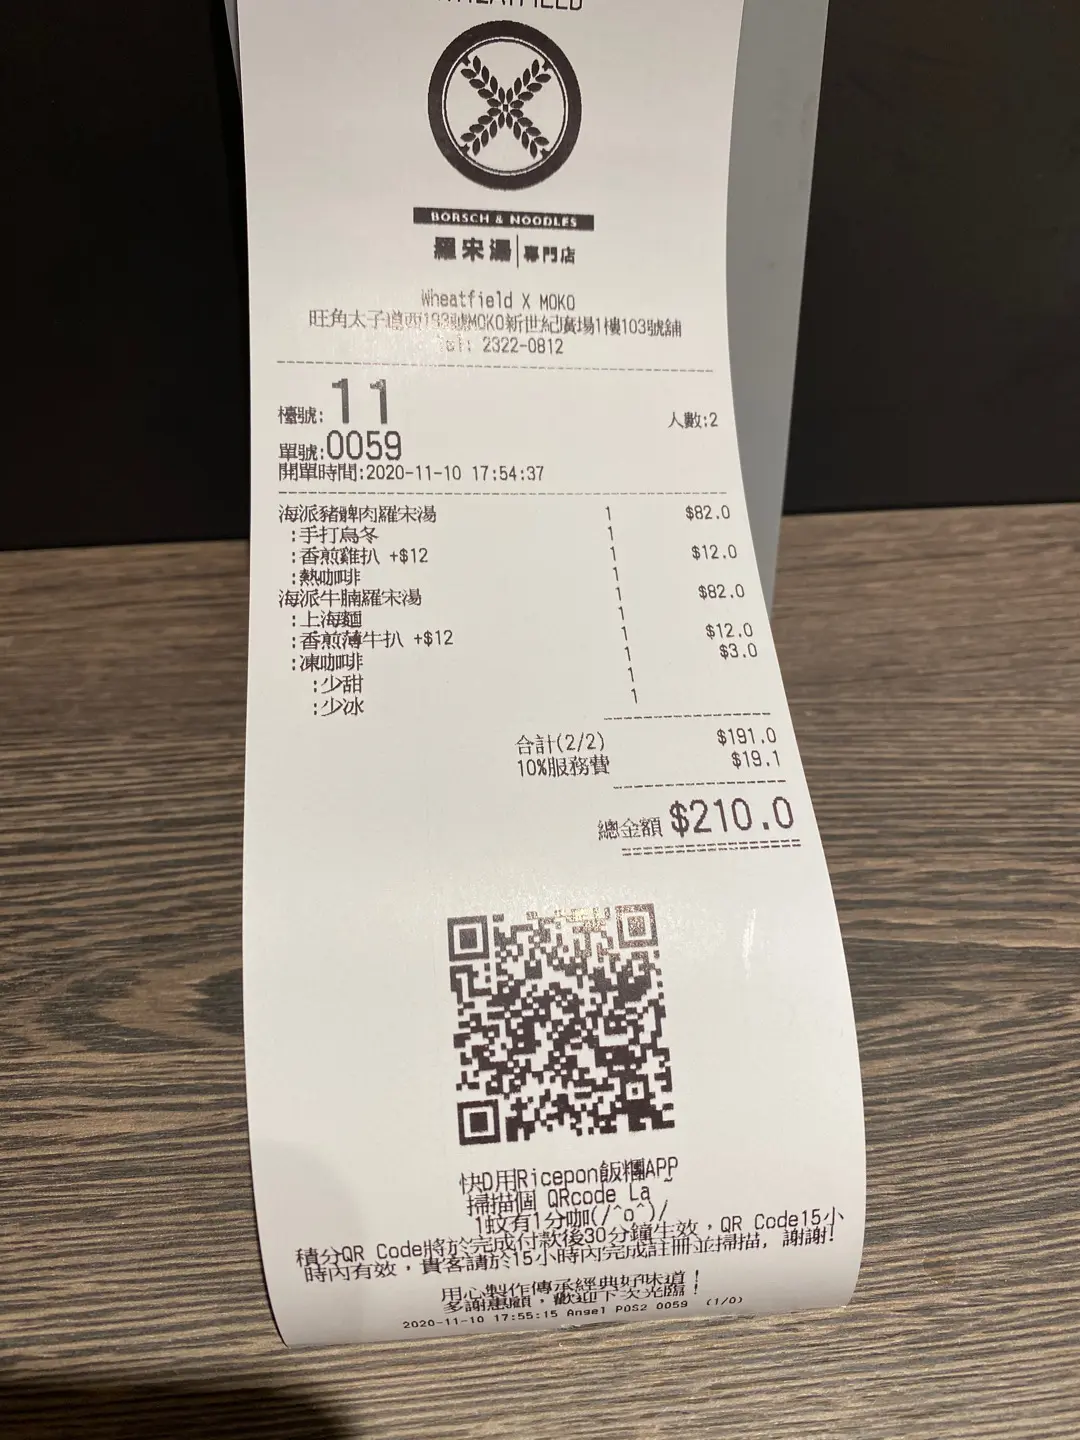 WHEATFIELD
BORSCH & NOODLES
羅宋湯 專門店
Wheatfield X MOKO
旺角太子道西193號MOKO新世紀廣場1樓103號舖
Tel: 2322-0812
檯號:11 人數:2
單號:0059
開單時間:2020-11-10 17:54:37
海派豬髀肉羅宋湯 1 $82.0
:手打烏冬 1
:香煎雞扒 +$12 1 $12.0
:熱咖啡 1
海派牛腩羅宋湯 1 $82.0
:上海麵 1
:香煎薄牛扒 +$12 1 $12.0
:凍咖啡 1 $3.0
:少甜 1
:少冰 1
合計(2/2) $191.0
10%服務費 $19.1
總金額 $210.0
快D用Ricepon飯糰APP
掃描個 QRcode La ~
1蚊有1分咖(/^o^)/
積分QR Code將於完成付款後30分鐘生效，QR Code15小
時內有效，貴客請於15小時內完成註冊並掃描, 謝謝!
用心製作傳承經典好味道！
多謝惠顧，歡迎下次光臨！
2020-11-10 17:55:15 Angel POS2 0059 (1/0)